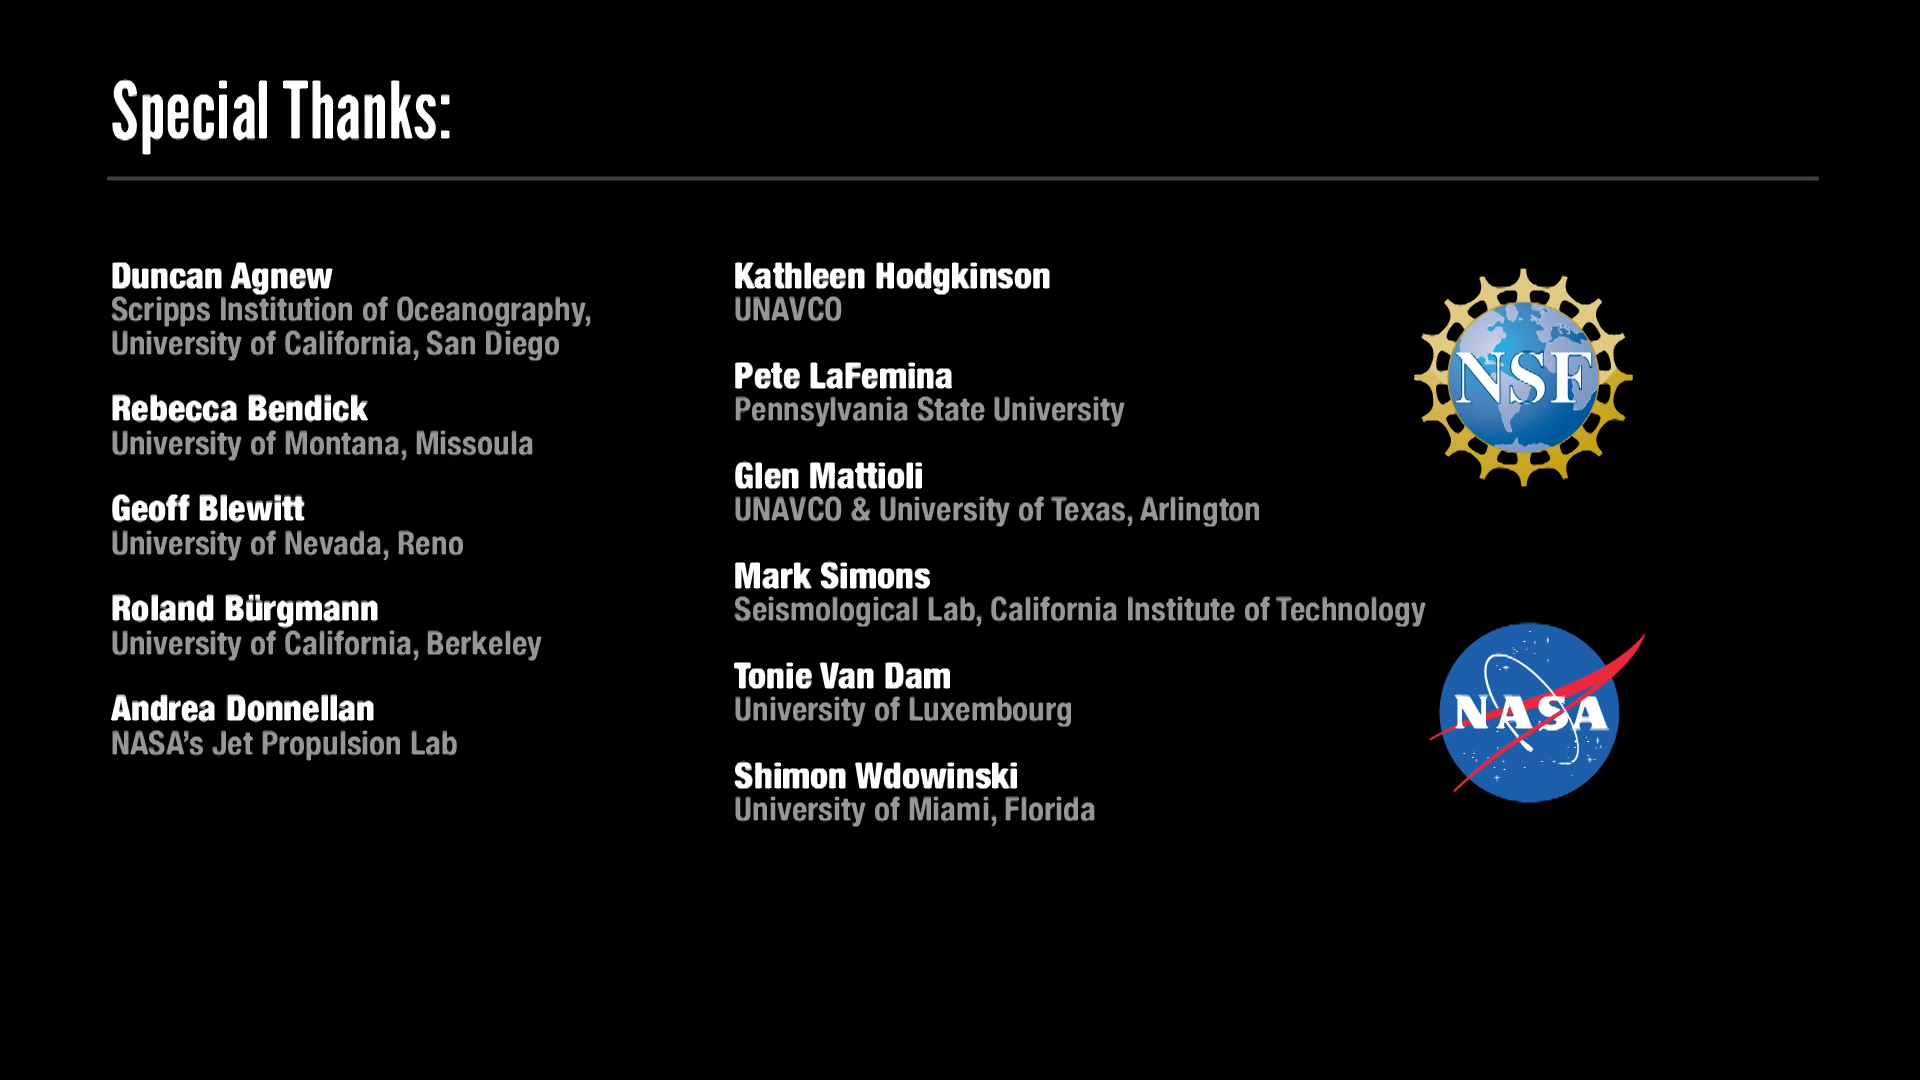 Special Thanks:
Duncan Agnew
Scripps Institution of Oceanography,
University of California, San Diego
Rebecca Bendick
University of Montana, Missoula
Geoff Blewitt
University of Nevada, Reno
Roland Bürgmann
University of California, Berkeley
Andrea Donnellan
NASA’s Jet Propulsion Lab
Kathleen Hodgkinson
UNAVCO
Pete LaFemina
Pennsylvania State University
Glen Mattioli
UNAVCO & University of Texas, Arlington
Mark Simons
Seismological Lab, California Institute of Technology
Tonie Van Dam
University of Luxembourg
Shimon Wdowinski
University of Miami, Florida
NSF
NASA